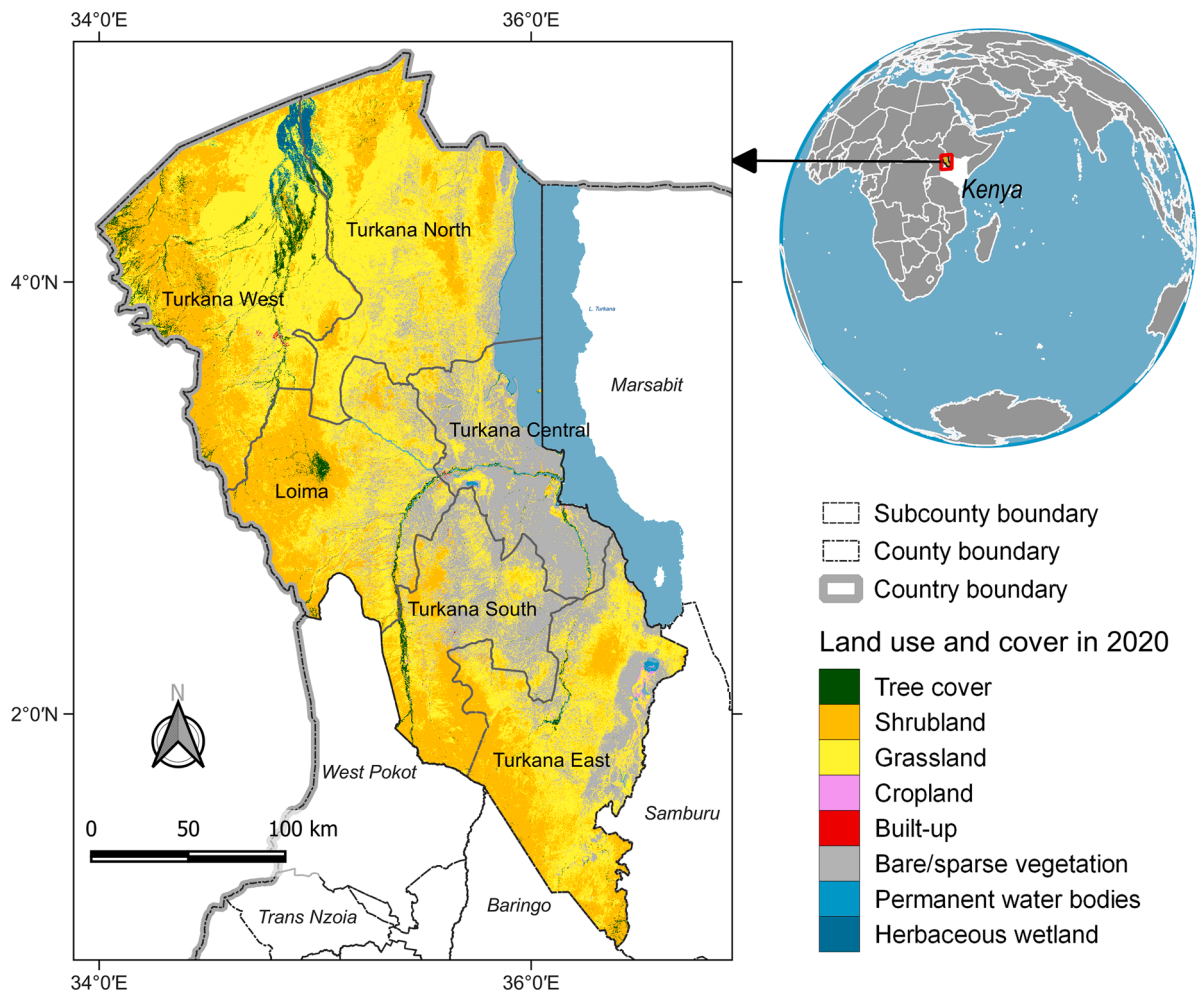 34°0′E
36°0′E
4°0′N
2°0′N
34°0′E
36°0′E
Turkana North
Turkana West
L. Turkana
Marsabit
Turkana Central
Loima
Turkana South
Turkana East
West Pokot
Samburu
Baringo
Trans Nzoia
N
0 50 100 km
Kenya
Subcounty boundary
County boundary
Country boundary
Land use and cover in 2020
Tree cover
Shrubland
Grassland
Cropland
Built-up
Bare/sparse vegetation
Permanent water bodies
Herbaceous wetland